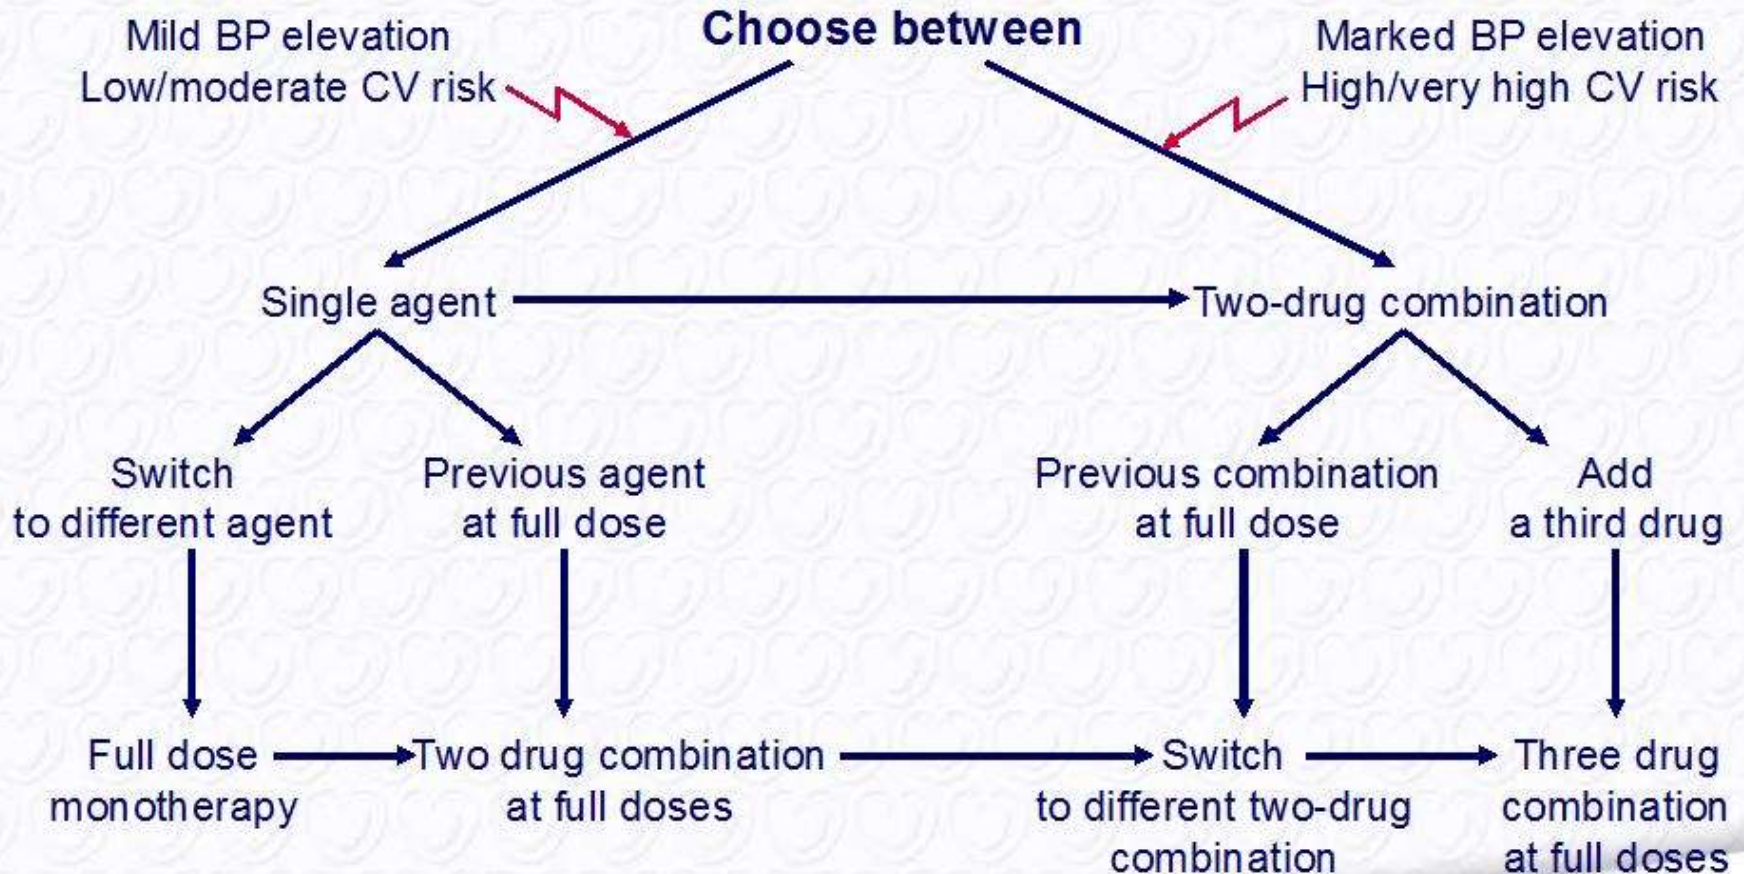 Choose between
Mild BP elevation
Low/moderate CV risk
Marked BP elevation
High/very high CV risk
Single agent
Two-drug combination
Switch
to different agent
Previous agent
at full dose
Previous combination
at full dose
Add
a third drug
Full dose
monotherapy
Two drug combination
at full doses
Switch
to different two-drug
combination
Three drug
combination
at full doses